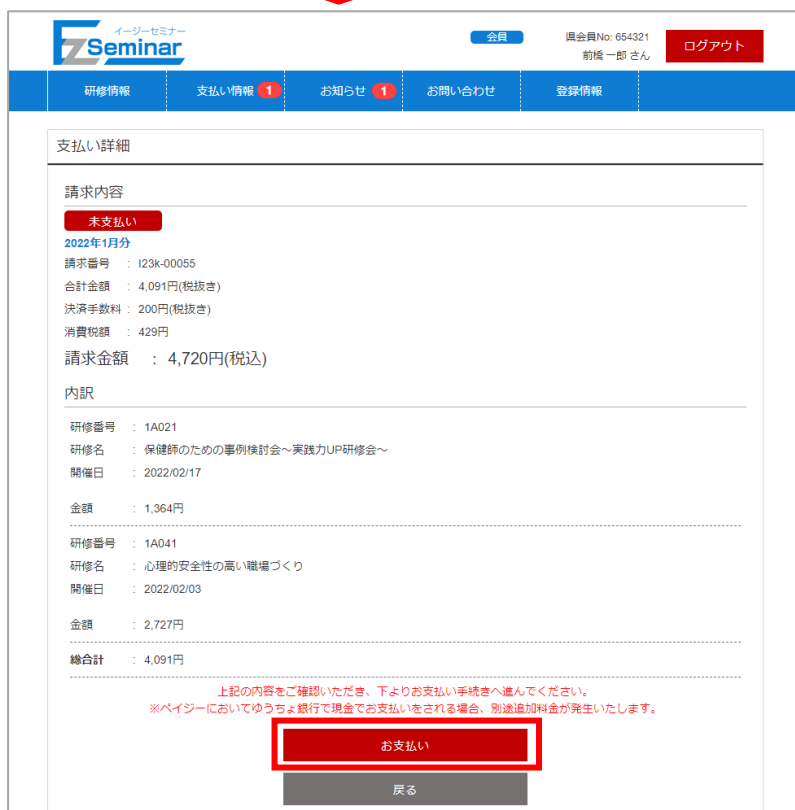 イージーセミナー
EZSeminar
会員
県会員No: 654321
前橋 一郎 さん
ログアウト
研修情報 支払い情報 1 お知らせ 1 お問い合わせ 登録情報
支払い詳細
請求内容
未支払い
2022年1月分
請求番号 : I23k-00055
合計金額 : 4,091円(税抜き)
決済手数料 : 200円(税抜き)
消費税額 : 429円
請求金額 : 4,720円(税込)
内訳
研修番号 : 1A021
研修名 : 保健師のための事例検討会～実践力UP研修会～
開催日 : 2022/02/17
金額 : 1,364円
研修番号 : 1A041
研修名 : 心理的安全性の高い職場づくり
開催日 : 2022/02/03
金額 : 2,727円
総合計 : 4,091円
上記の内容をご確認いただき、下よりお支払い手続きへ進んでください。
※ペイジーにおいてゆうちょ銀行で現金でお支払いをされる場合、別途追加料金が発生いたします。
お支払い
戻る